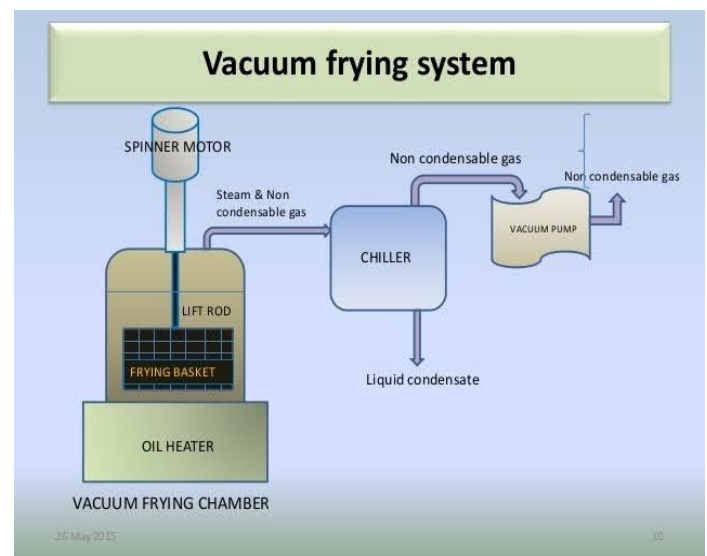 Vacuum frying system
SPINNER MOTOR
Non condensable gas
Non condensable gas
Steam & Non
condensable gas
VACUUM PUMP
CHILLER
LIFT ROD
FRYING BASKET
Liquid condensate
OIL HEATER
VACUUM FRYING CHAMBER
26 May 2015
10